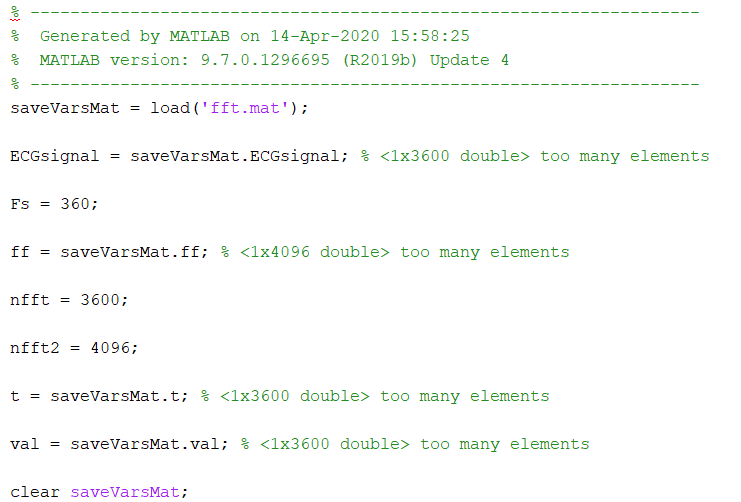 % -------------------------------------------------------------------
%  Generated by MATLAB on 14-Apr-2020 15:58:25
%  MATLAB version: 9.7.0.1296695 (R2019b) Update 4
% -------------------------------------------------------------------
saveVarsMat = load('fft.mat');
ECGsignal = saveVarsMat.ECGsignal; % <1x3600 double> too many elements
Fs = 360;
ff = saveVarsMat.ff; % <1x4096 double> too many elements
nfft = 3600;
nfft2 = 4096;
t = saveVarsMat.t; % <1x3600 double> too many elements
val = saveVarsMat.val; % <1x3600 double> too many elements
clear saveVarsMat;